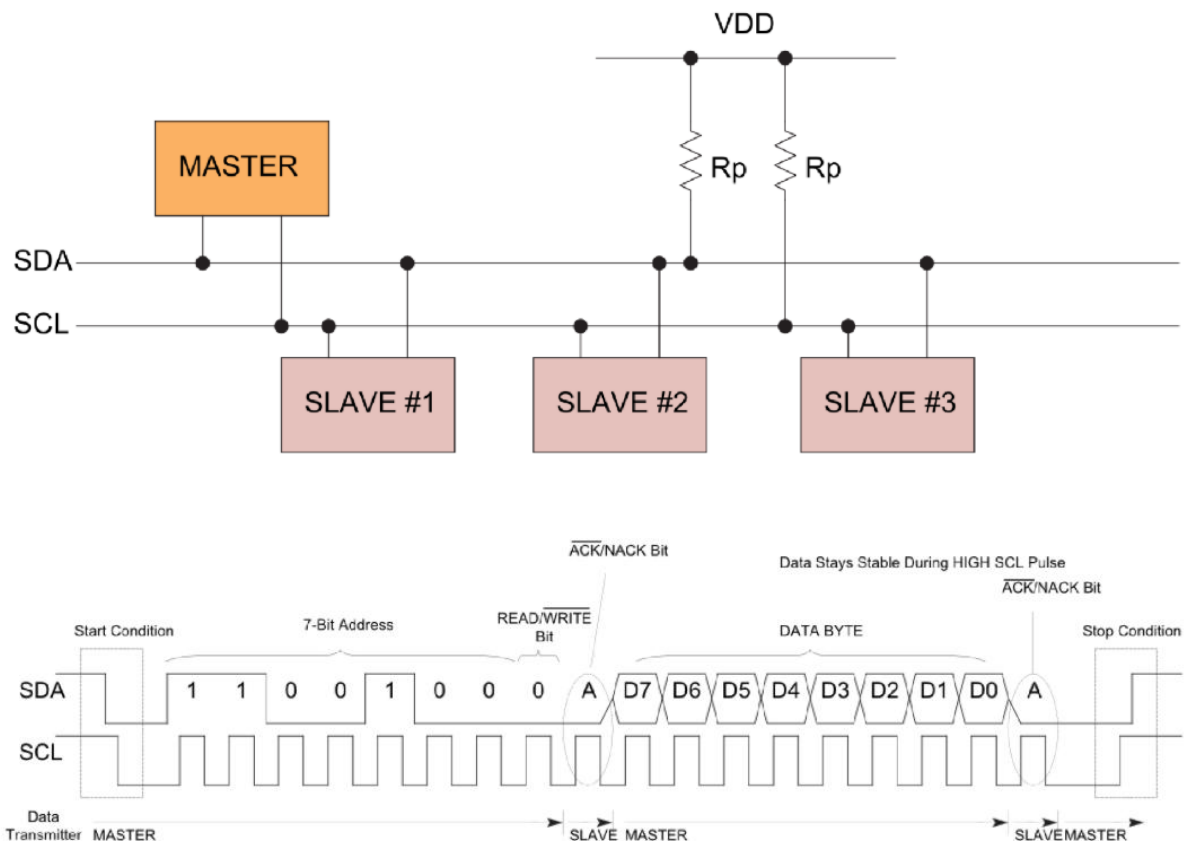 VDD
MASTER
Rp
Rp
SDA
SCL
SLAVE #1
SLAVE #2
SLAVE #3
ACK/NACK Bit
Data Stays Stable During HIGH SCL Pulse
ACK/NACK Bit
Start Condition
7-Bit Address
READ/WRITE
Bit
DATA BYTE
Stop Condition
SDA
1 1 0 0 1 0 0 0 A D7 D6 D5 D4 D3 D2 D1 D0 A
SCL
Data
Transmitter
MASTER
SLAVE
MASTER
SLAVE
MASTER